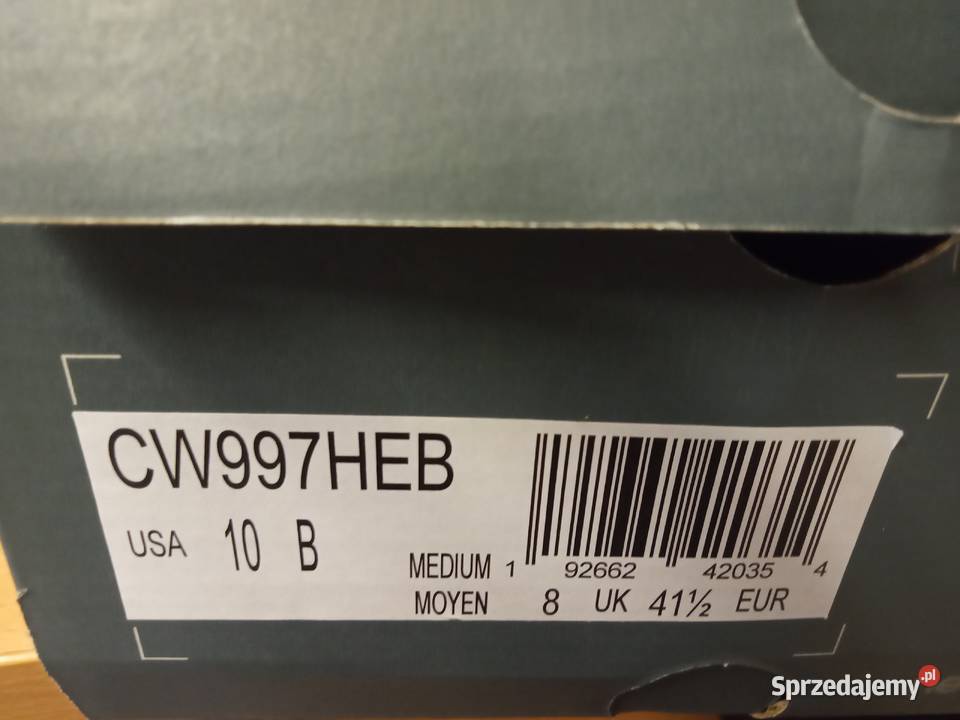 CW997HEB
USA 10 B
MEDIUM
MOYEN
1 92662 42035 4
8 UK 41½ EUR
Sprzedajemy.pl